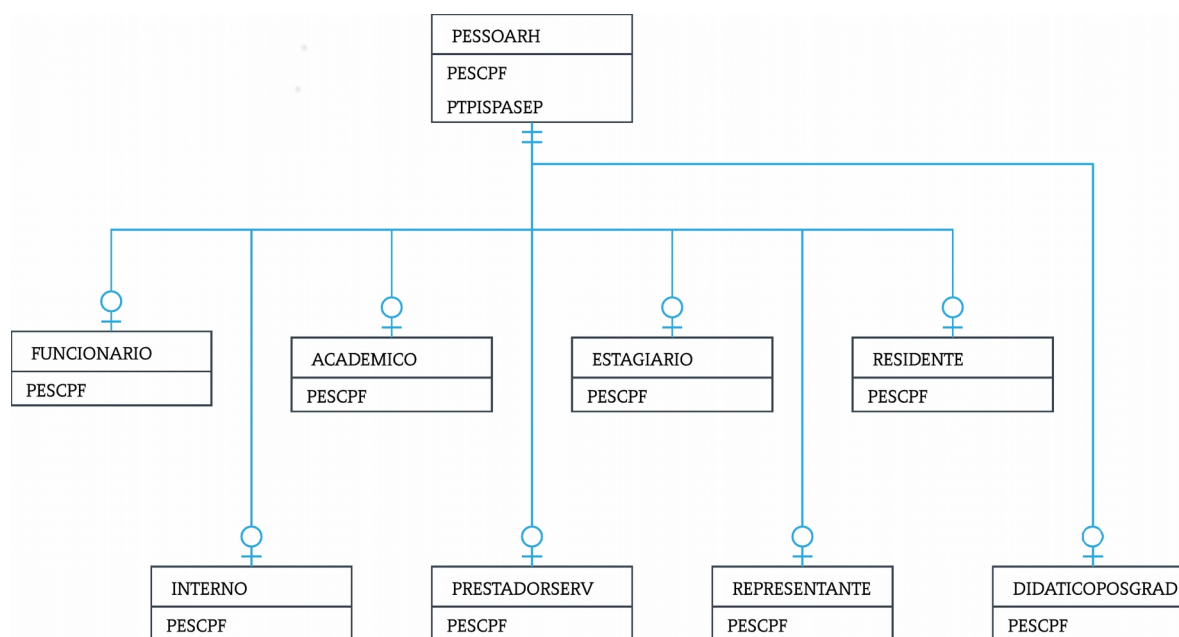 PESSOARH
PESCPF
PTPISPASEP
FUNCIONARIO
PESCPF
ACADEMICO
PESCPF
ESTAGIARIO
PESCPF
RESIDENTE
PESCPF
INTERNO
PESCPF
PRESTADORSERV
PESCPF
REPRESENTANTE
PESCPF
DIDATICOPOSGRAD
PESCPF